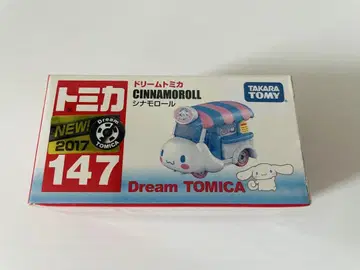 トミカ
ドリームトミカ
CINNAMOROLL
シナモロール
TAKARA
TOMY
NEW!
2017
Dream
TOMICA
147
Dream TOMICA